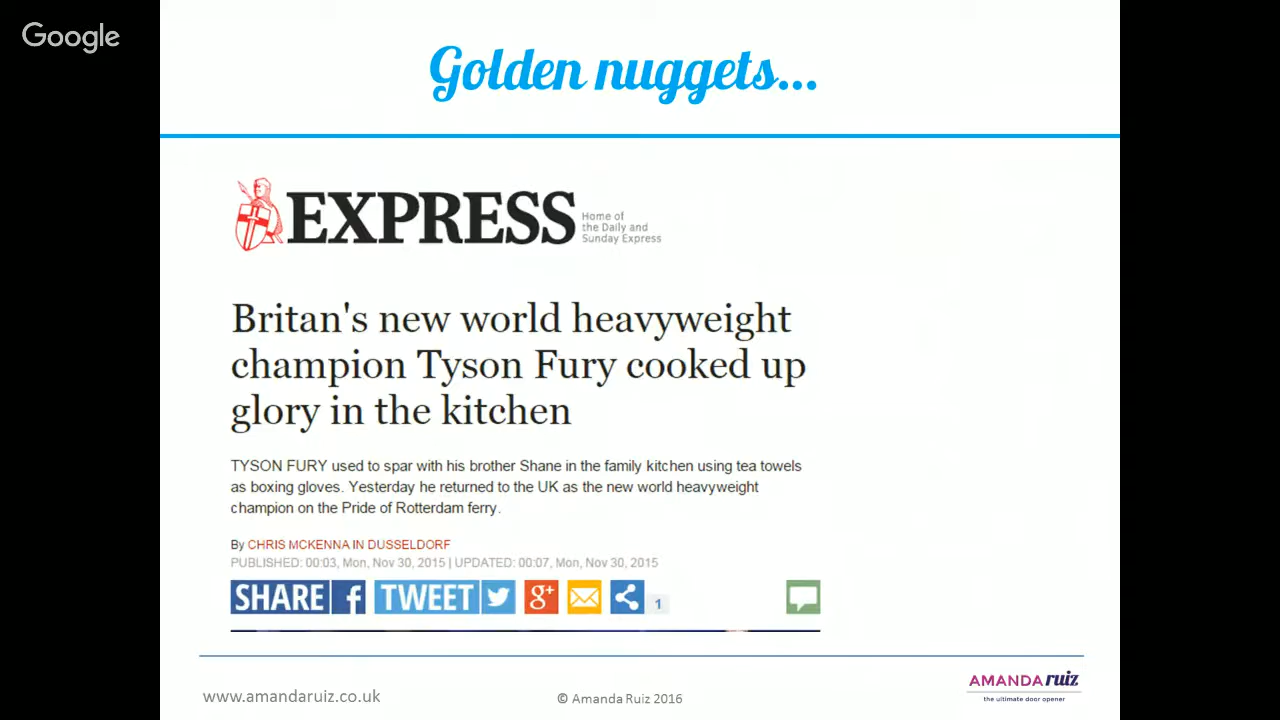 Google
Golden nuggets...
EXPRESS
Home of
the Daily and
Sunday Express
Britan's new world heavyweight
champion Tyson Fury cooked up
glory in the kitchen
TYSON FURY used to spar with his brother Shane in the family kitchen using tea towels
as boxing gloves. Yesterday he returned to the UK as the new world heavyweight
champion on the Pride of Rotterdam ferry.
By CHRIS MCKENNA IN DUSSELDORF
PUBLISHED: 00:03, Mon, Nov 30, 2015 | UPDATED: 00:07, Mon, Nov 30, 2015
SHARE f TWEET g+ 1
www.amandaruiz.co.uk
© Amanda Ruiz 2016
AMANDA ruiz
the ultimate door opener